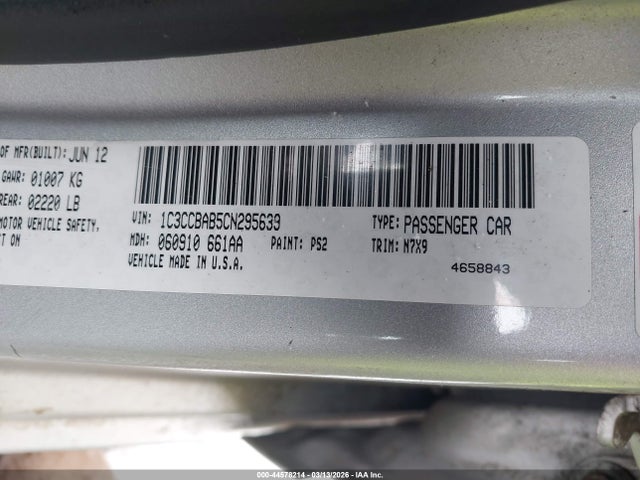 OF MFR(BUILT): JUN 12
GAWR: 01007 KG
REAR: 02220 LB
MOTOR VEHICLE SAFETY,
CT ON
VIN: 1C3CCBAB5CN295639
TYPE: PASSENGER CAR
MDH: 060910 661AA PAINT: PS2
TRIM: N7X9
VEHICLE MADE IN U.S.A.
4658843
000-44578214 - 03/13/2026 - Copyright IAA, Inc.